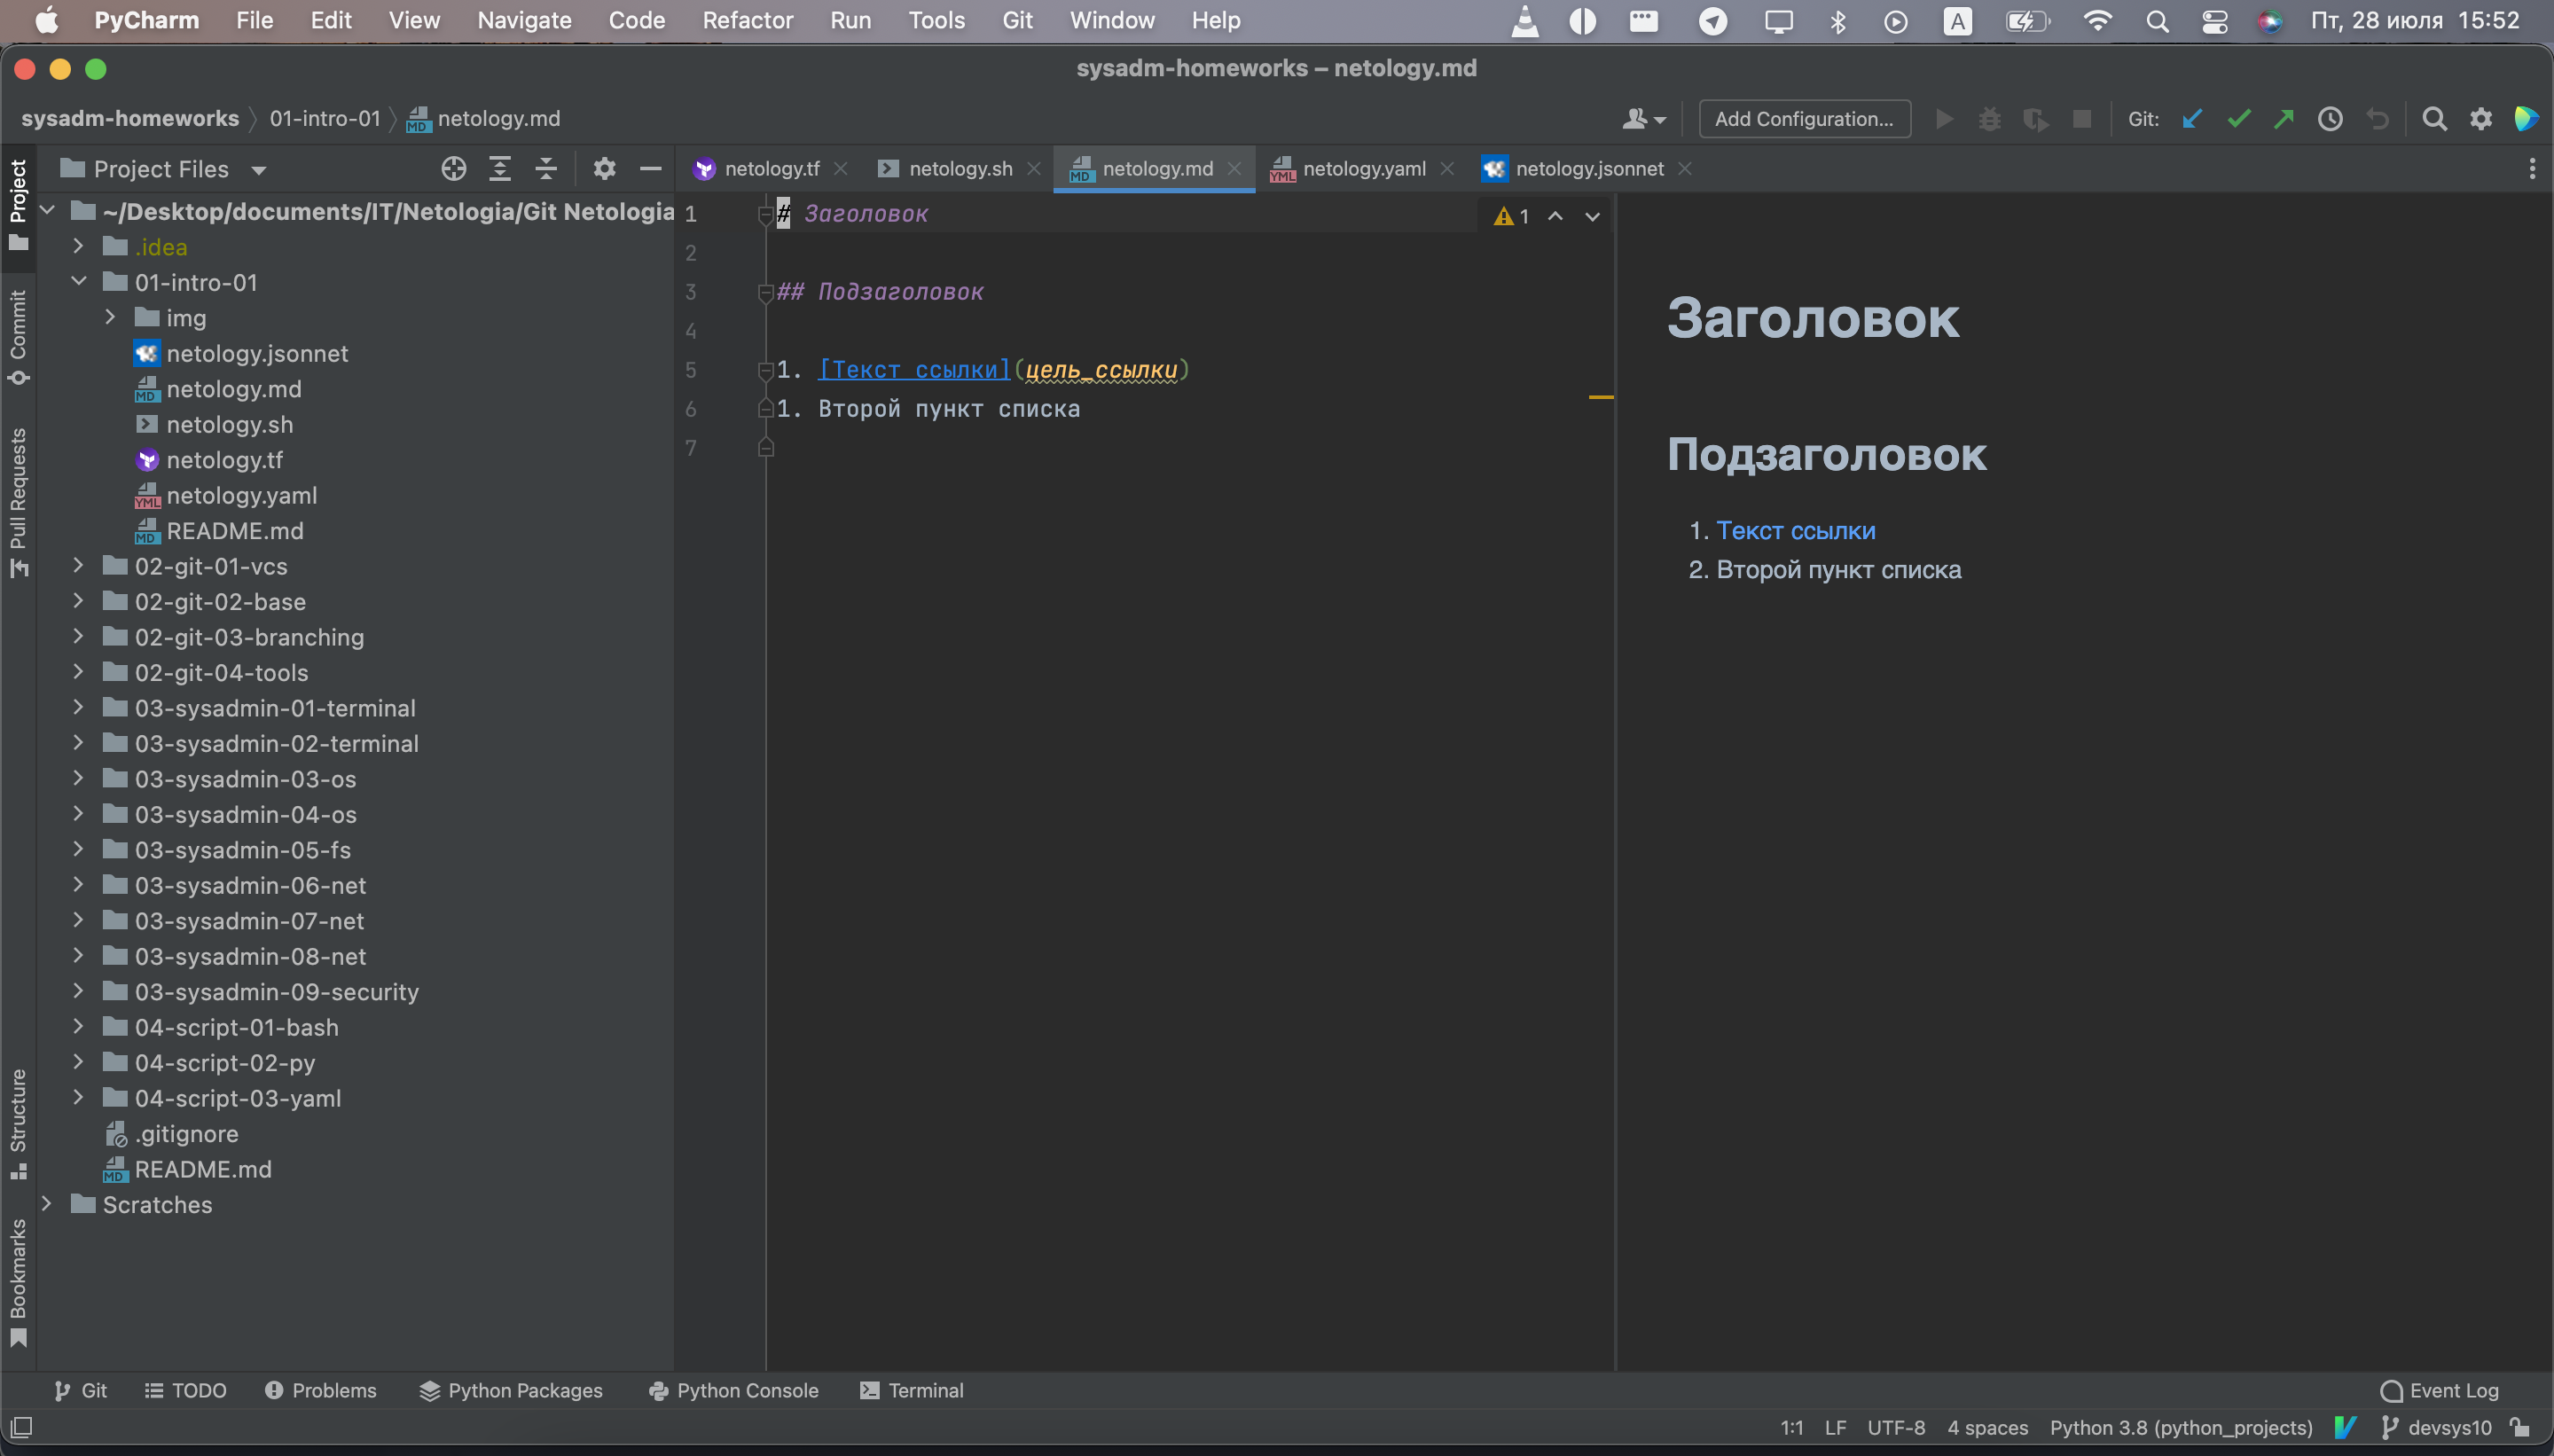 PyCharm File Edit View Navigate Code Refactor Run Tools Git Window Help A Пт, 28 июля 15:52
sysadm-homeworks – netology.md
sysadm-homeworks 01-intro-01 netology.md Add Configuration... Git:
Project Files
netology.tf netology.sh netology.md netology.yaml netology.jsonnet
Project
Commit
Pull Requests
Structure
Bookmarks
~/Desktop/documents/IT/Netologia/Git Netologia
.idea
01-intro-01
img
netology.jsonnet
netology.md
netology.sh
netology.tf
netology.yaml
README.md
02-git-01-vcs
02-git-02-base
02-git-03-branching
02-git-04-tools
03-sysadmin-01-terminal
03-sysadmin-02-terminal
03-sysadmin-03-os
03-sysadmin-04-os
03-sysadmin-05-fs
03-sysadmin-06-net
03-sysadmin-07-net
03-sysadmin-08-net
03-sysadmin-09-security
04-script-01-bash
04-script-02-py
04-script-03-yaml
.gitignore
README.md
Scratches
1 # Заголовок
2
3 ## Подзаголовок
4
5 1. [Текст ссылки](цель_ссылки)
6 1. Второй пункт списка
7
1
Заголовок
Подзаголовок
1. Текст ссылки
2. Второй пункт списка
Git TODO Problems Python Packages Python Console Terminal Event Log
1:1 LF UTF-8 4 spaces Python 3.8 (python_projects) devsys10